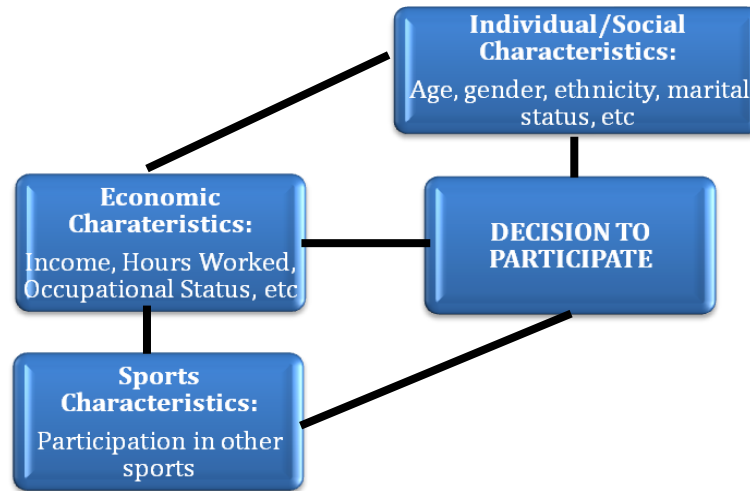 Individual/Social
Characteristics:
Age, gender, ethnicity, marital
status, etc
Economic
Charateristics:
Income, Hours Worked,
Occupational Status, etc
DECISION TO
PARTICIPATE
Sports
Characteristics:
Participation in other
sports